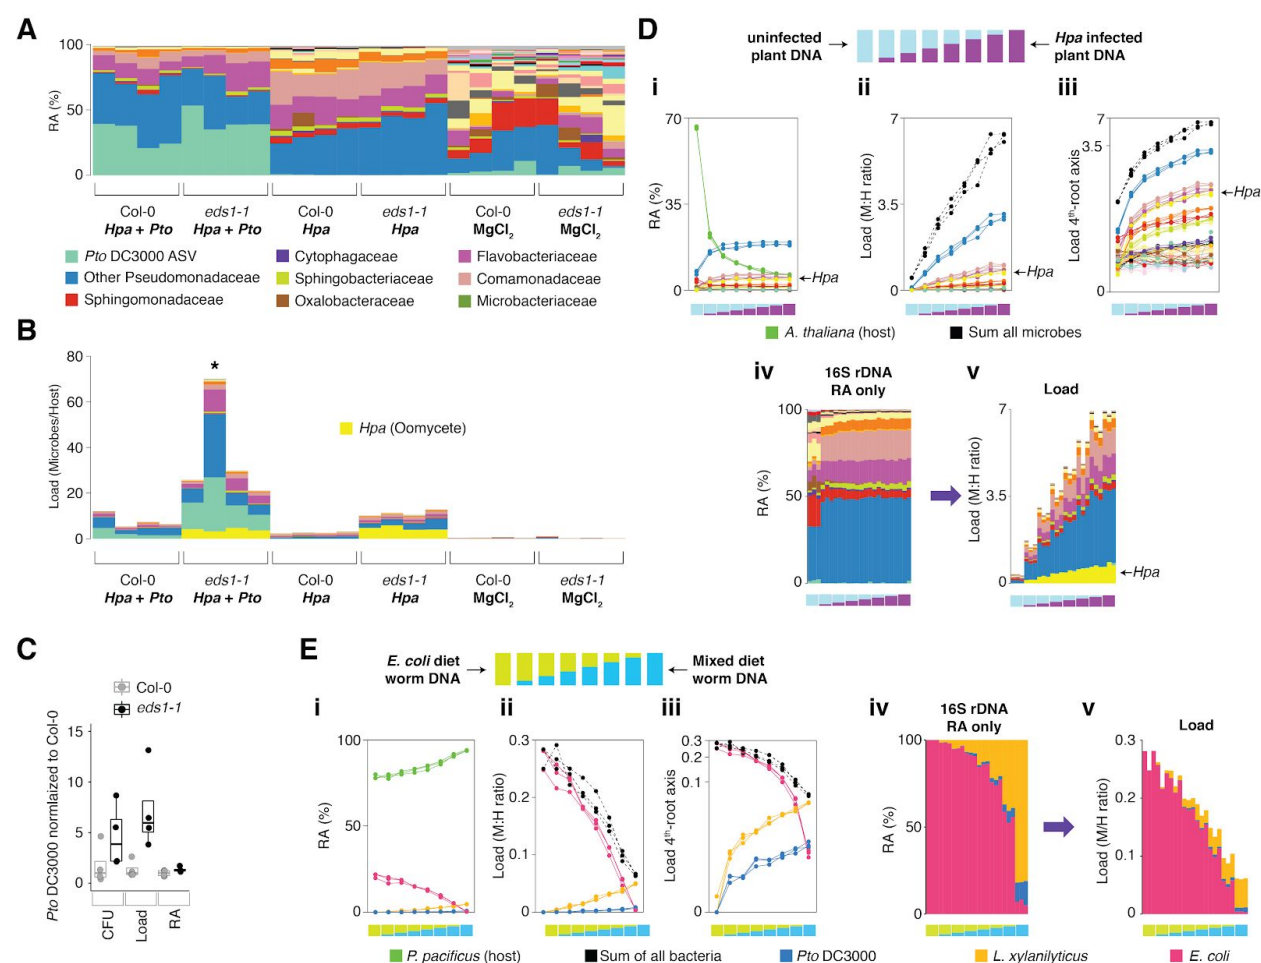 A
100
50
0
RA (%)
Col-0
Hpa + Pto
eds1-1
Hpa + Pto
Col-0
Hpa
eds1-1
Hpa
Col-0
MgCl2
eds1-1
MgCl2
Pto DC3000 ASV
Other Pseudomonadaceae
Sphingomonadaceae
Cytophagaceae
Sphingobacteriaceae
Oxalobacteraceae
Flavobacteriaceae
Comamonadaceae
Microbacteriaceae
B
80
60
40
20
0
Load (Microbes/Host)
*
Hpa (Oomycete)
Col-0
Hpa + Pto
eds1-1
Hpa + Pto
Col-0
Hpa
eds1-1
Hpa
Col-0
MgCl2
eds1-1
MgCl2
C
Col-0
eds1-1
15
10
5
0
Pto DC3000 normlaized to Col-0
CFU
Load
RA
D
uninfected
plant DNA
Hpa infected
plant DNA
i
70
35
0
RA (%)
Hpa
ii
7
3.5
0
Load (M:H ratio)
Hpa
iii
7
3.5
2
0
Load 4th-root axis
Hpa
A. thaliana (host)
Sum all microbes
iv
16S rDNA
RA only
100
50
0
RA (%)
v
Load
7
3.5
0
Load (M:H ratio)
Hpa
E
E. coli diet
worm DNA
Mixed diet
worm DNA
i
100
50
0
RA (%)
ii
0.3
0.2
0.1
0
Load (M:H ratio)
iii
0.3
0.2
0.1
0
Load 4th-root axis
iv
16S rDNA
RA only
100
50
0
RA (%)
v
Load
0.3
0.2
0.1
0
Load (M/H ratio)
P. pacificus (host)
Sum of all bacteria
Pto DC3000
L. xylanilyticus
E. coli